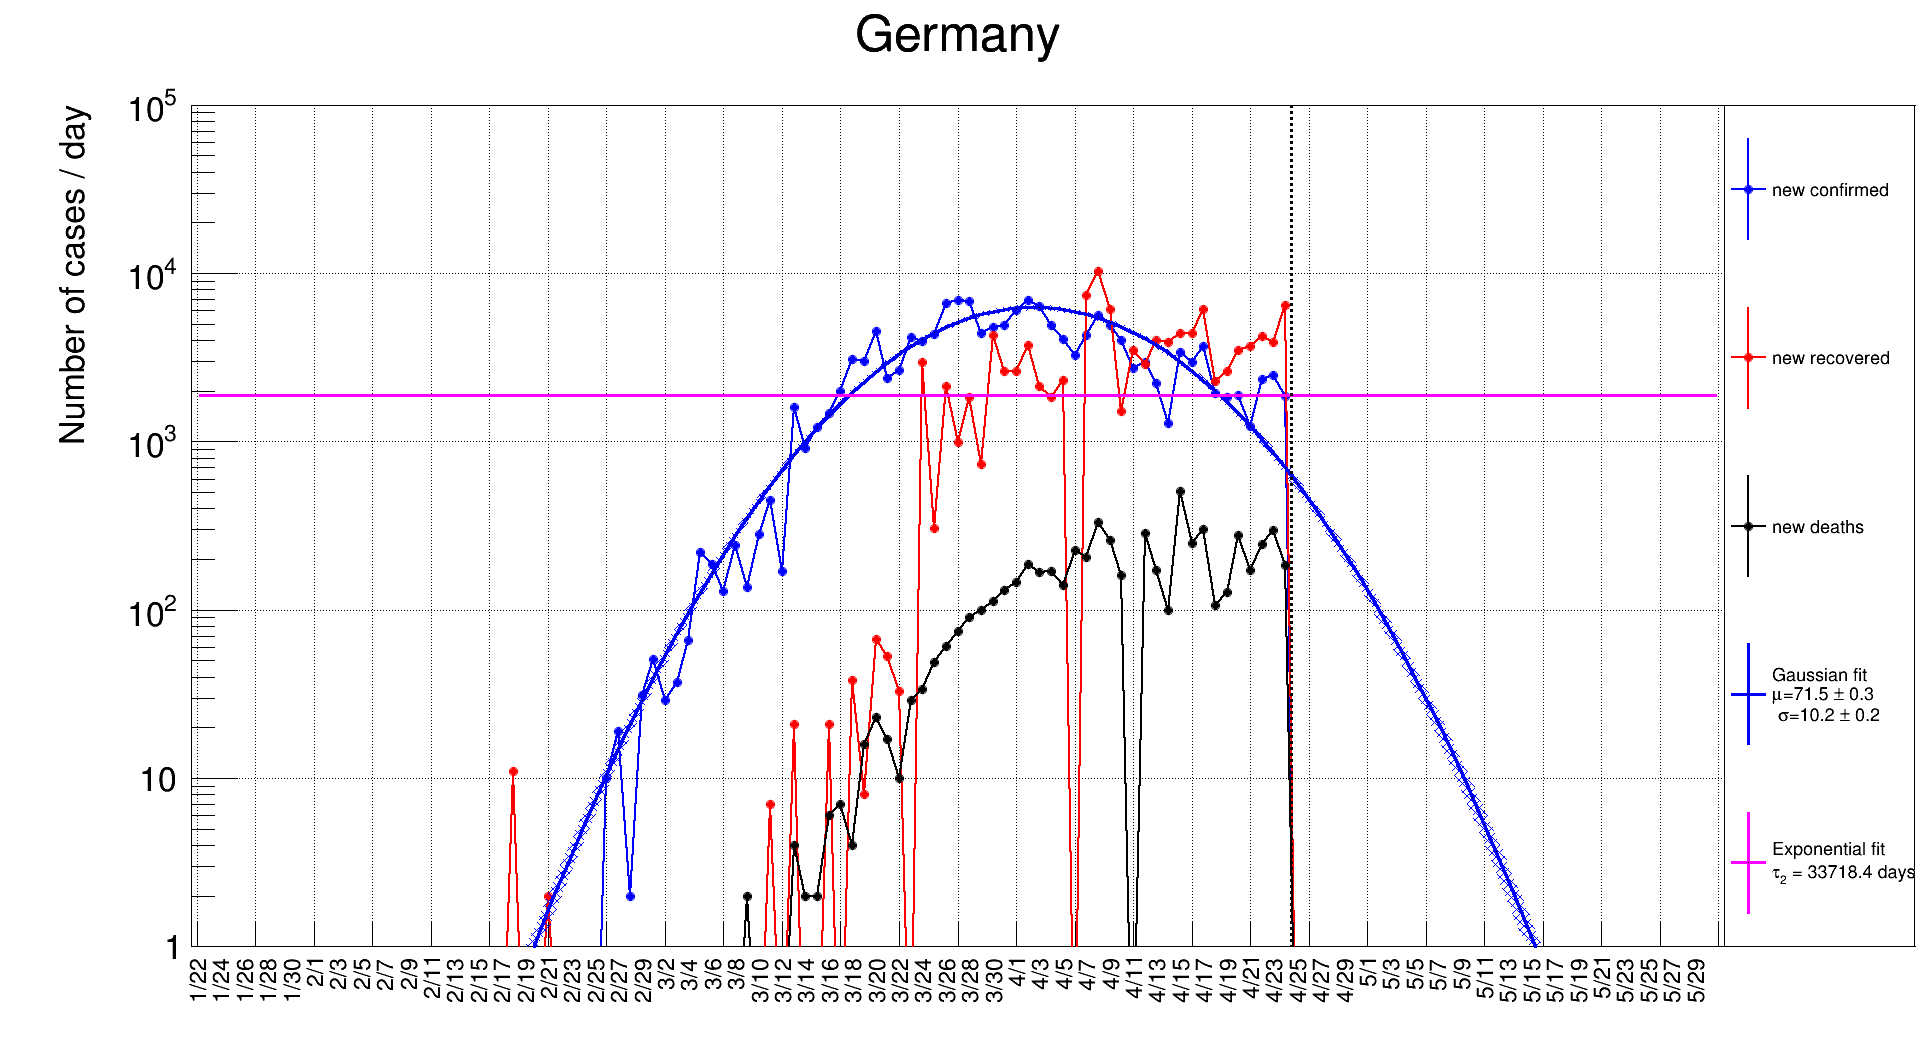 Germany
Number of cases / day
10^5
10^4
10^3
10^2
10
1
1/22 1/24 1/26 1/28 1/30 2/1 2/3 2/5 2/7 2/9 2/11 2/13 2/15 2/17 2/19 2/21 2/23 2/25 2/27 2/29 3/2 3/4 3/6 3/8 3/10 3/12 3/14 3/16 3/18 3/20 3/22 3/24 3/26 3/28 3/30 4/1 4/3 4/5 4/7 4/9 4/11 4/13 4/15 4/17 4/19 4/21 4/23 4/25 4/27 4/29 5/1 5/3 5/5 5/7 5/9 5/11 5/13 5/15 5/17 5/19 5/21 5/23 5/25 5/27 5/29
new confirmed
new recovered
new deaths
Gaussian fit
μ=71.5 ± 0.3
σ=10.2 ± 0.2
Exponential fit
τ₂ = 33718.4 days